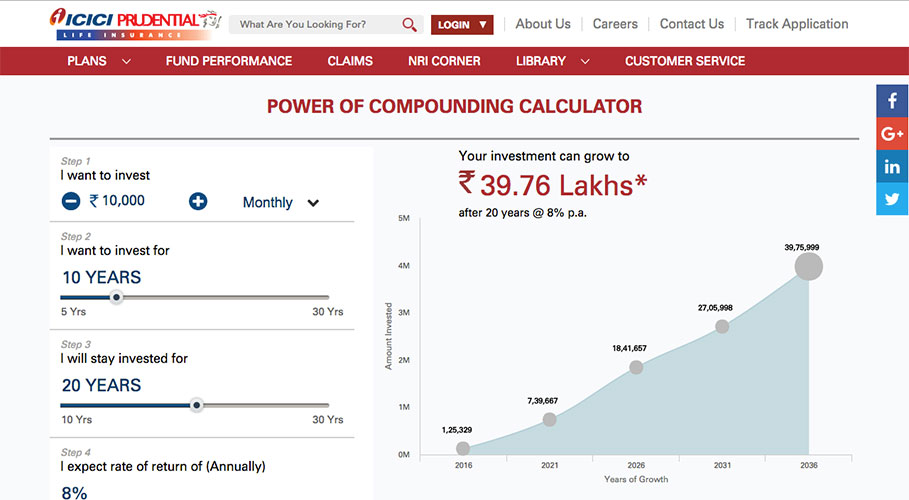 ICICI PRUDENTIAL
LIFE INSURANCE
What Are You Looking For?
LOGIN ▼
About Us
Careers
Contact Us
Track Application
PLANS
FUND PERFORMANCE
CLAIMS
NRI CORNER
LIBRARY
CUSTOMER SERVICE
POWER OF COMPOUNDING CALCULATOR
f
G+
in
Step 1
I want to invest
₹ 10,000
Monthly
Step 2
I want to invest for
10 YEARS
5 Yrs
30 Yrs
Step 3
I will stay invested for
20 YEARS
10 Yrs
30 Yrs
Step 4
I expect rate of return of (Annually)
8%
Your investment can grow to
₹ 39.76 Lakhs*
after 20 years @ 8% p.a.
5M
4M
3M
2M
1M
0M
Amount Invested
1,25,329
7,39,667
18,41,657
27,05,998
39,75,999
2016
2021
2026
2031
2036
Years of Growth